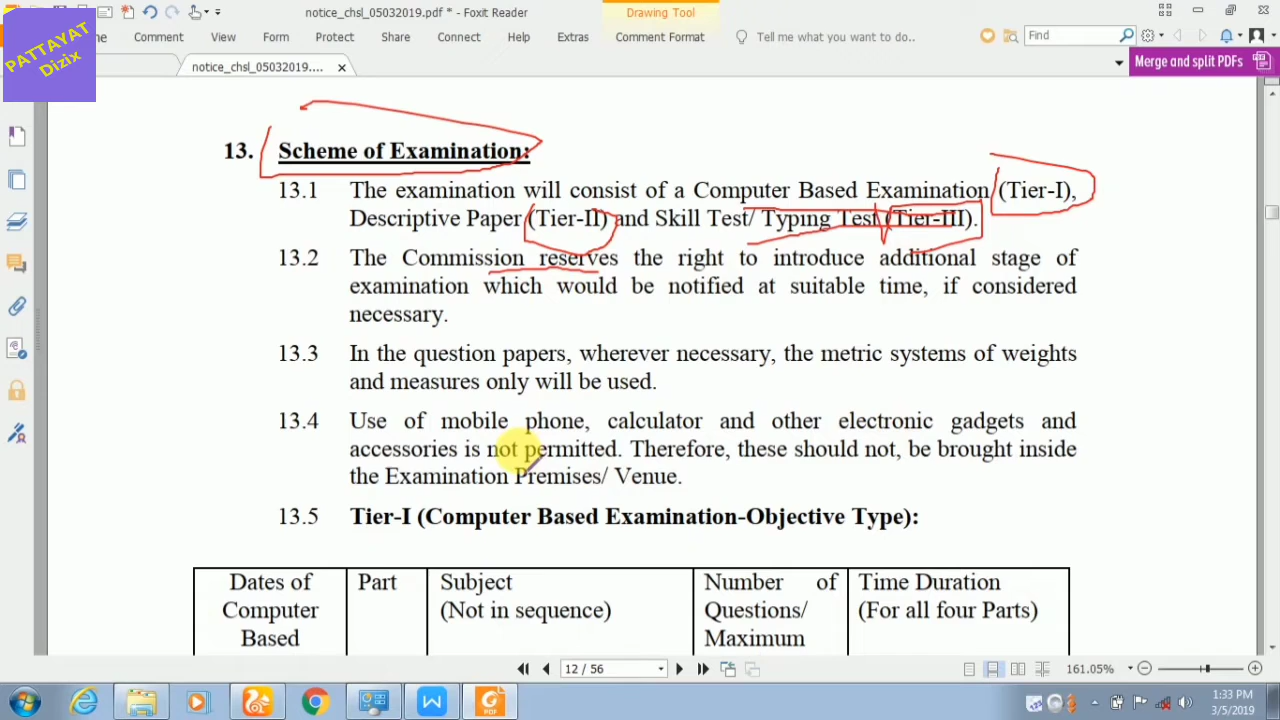 notice_chsl_05032019.pdf * - Foxit Reader
Drawing Tool
PATTAYAT
Dizix
me Comment View Form Protect Share Connect Help Extras Comment Format Tell me what you want to do.. Find
notice_chsl_05032019....
Merge and split PDFs
13. Scheme of Examination:
13.1 The examination will consist of a Computer Based Examination (Tier-I),
Descriptive Paper (Tier-II) and Skill Test/ Typing Test (Tier-III).
13.2 The Commission reserves the right to introduce additional stage of
examination which would be notified at suitable time, if considered
necessary.
13.3 In the question papers, wherever necessary, the metric systems of weights
and measures only will be used.
13.4 Use of mobile phone, calculator and other electronic gadgets and
accessories is not permitted. Therefore, these should not, be brought inside
the Examination Premises/ Venue.
13.5 Tier-I (Computer Based Examination-Objective Type):
Dates of Part Subject Number of Time Duration
Computer (Not in sequence) Questions/ (For all four Parts)
Based Maximum
12 / 56
161.05%
1:33 PM
3/5/2019